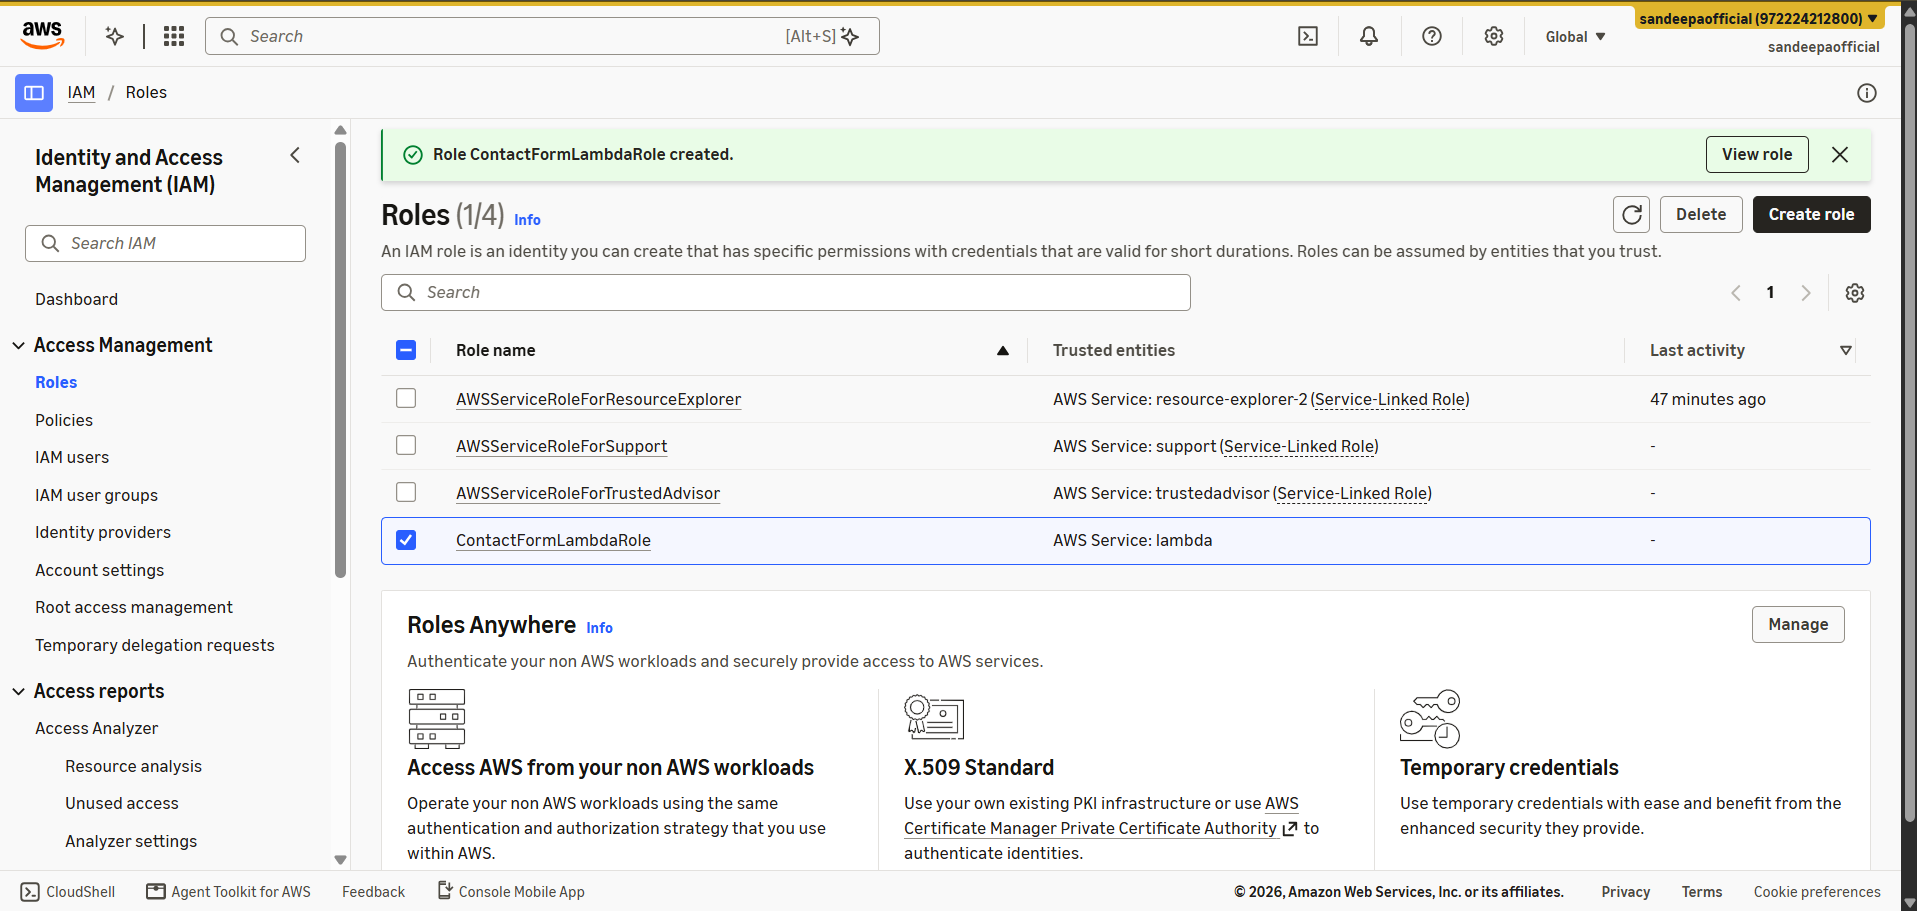 aws
Search
[Alt+S]
Global
sandeepaofficial (972224212800)
sandeepaofficial
IAM / Roles
Identity and Access Management (IAM)
Search IAM
Dashboard
Access Management
Roles
Policies
IAM users
IAM user groups
Identity providers
Account settings
Root access management
Temporary delegation requests
Access reports
Access Analyzer
Resource analysis
Unused access
Analyzer settings
Role ContactFormLambdaRole created.
View role
Roles (1/4) Info
Delete
Create role
An IAM role is an identity you can create that has specific permissions with credentials that are valid for short durations. Roles can be assumed by entities that you trust.
Search
1
Role name Trusted entities Last activity
AWSServiceRoleForResourceExplorer AWS Service: resource-explorer-2 (Service-Linked Role) 47 minutes ago
AWSServiceRoleForSupport AWS Service: support (Service-Linked Role) -
AWSServiceRoleForTrustedAdvisor AWS Service: trustedadvisor (Service-Linked Role) -
ContactFormLambdaRole AWS Service: lambda -
Roles Anywhere Info
Manage
Authenticate your non AWS workloads and securely provide access to AWS services.
Access AWS from your non AWS workloads
Operate your non AWS workloads using the same
authentication and authorization strategy that you use
within AWS.
X.509 Standard
Use your own existing PKI infrastructure or use AWS
Certificate Manager Private Certificate Authority to
authenticate identities.
Temporary credentials
Use temporary credentials with ease and benefit from the
enhanced security they provide.
CloudShell Agent Toolkit for AWS Feedback Console Mobile App © 2026, Amazon Web Services, Inc. or its affiliates. Privacy Terms Cookie preferences